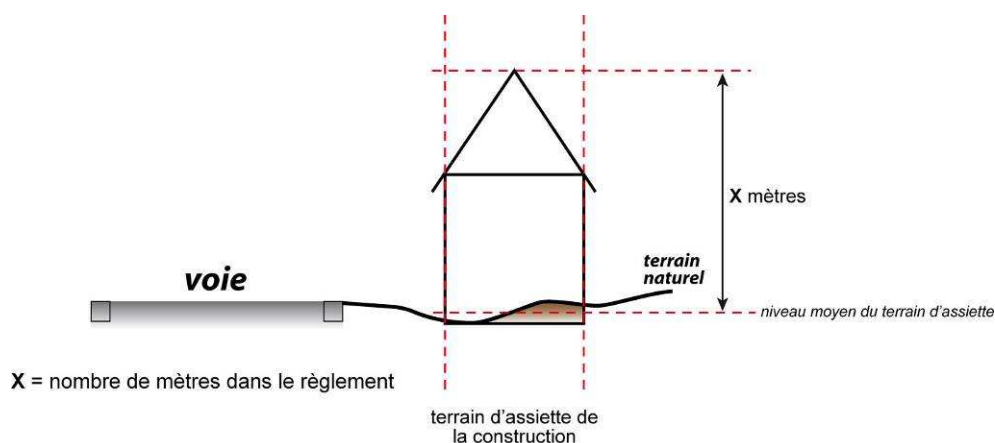 X mètres
voie
terrain
naturel
niveau moyen du terrain d'assiette
X = nombre de mètres dans le règlement
terrain d'assiette de
la construction